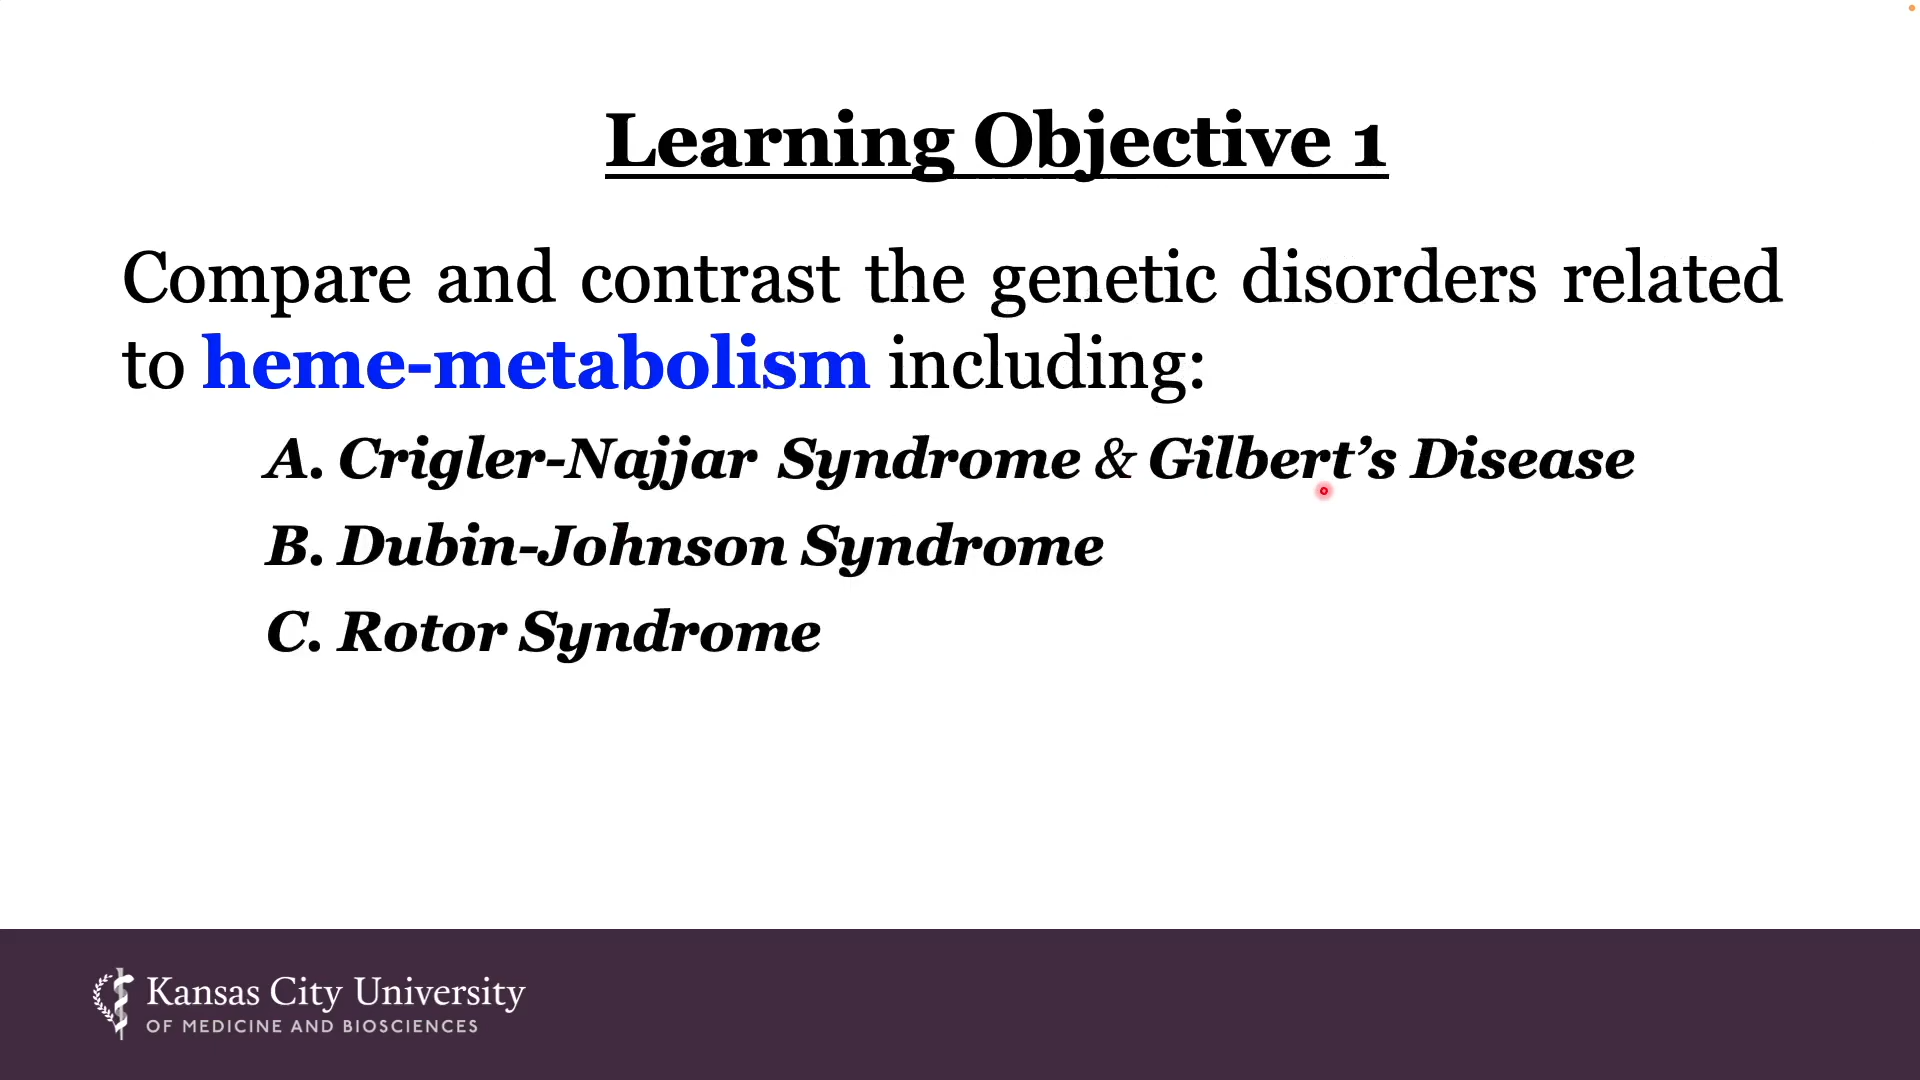 Learning Objective 1
Compare and contrast the genetic disorders related
to heme-metabolism including:
A. Crigler-Najjar Syndrome & Gilbert’s Disease
B. Dubin-Johnson Syndrome
C. Rotor Syndrome
Kansas City University
OF MEDICINE AND BIOSCIENCES